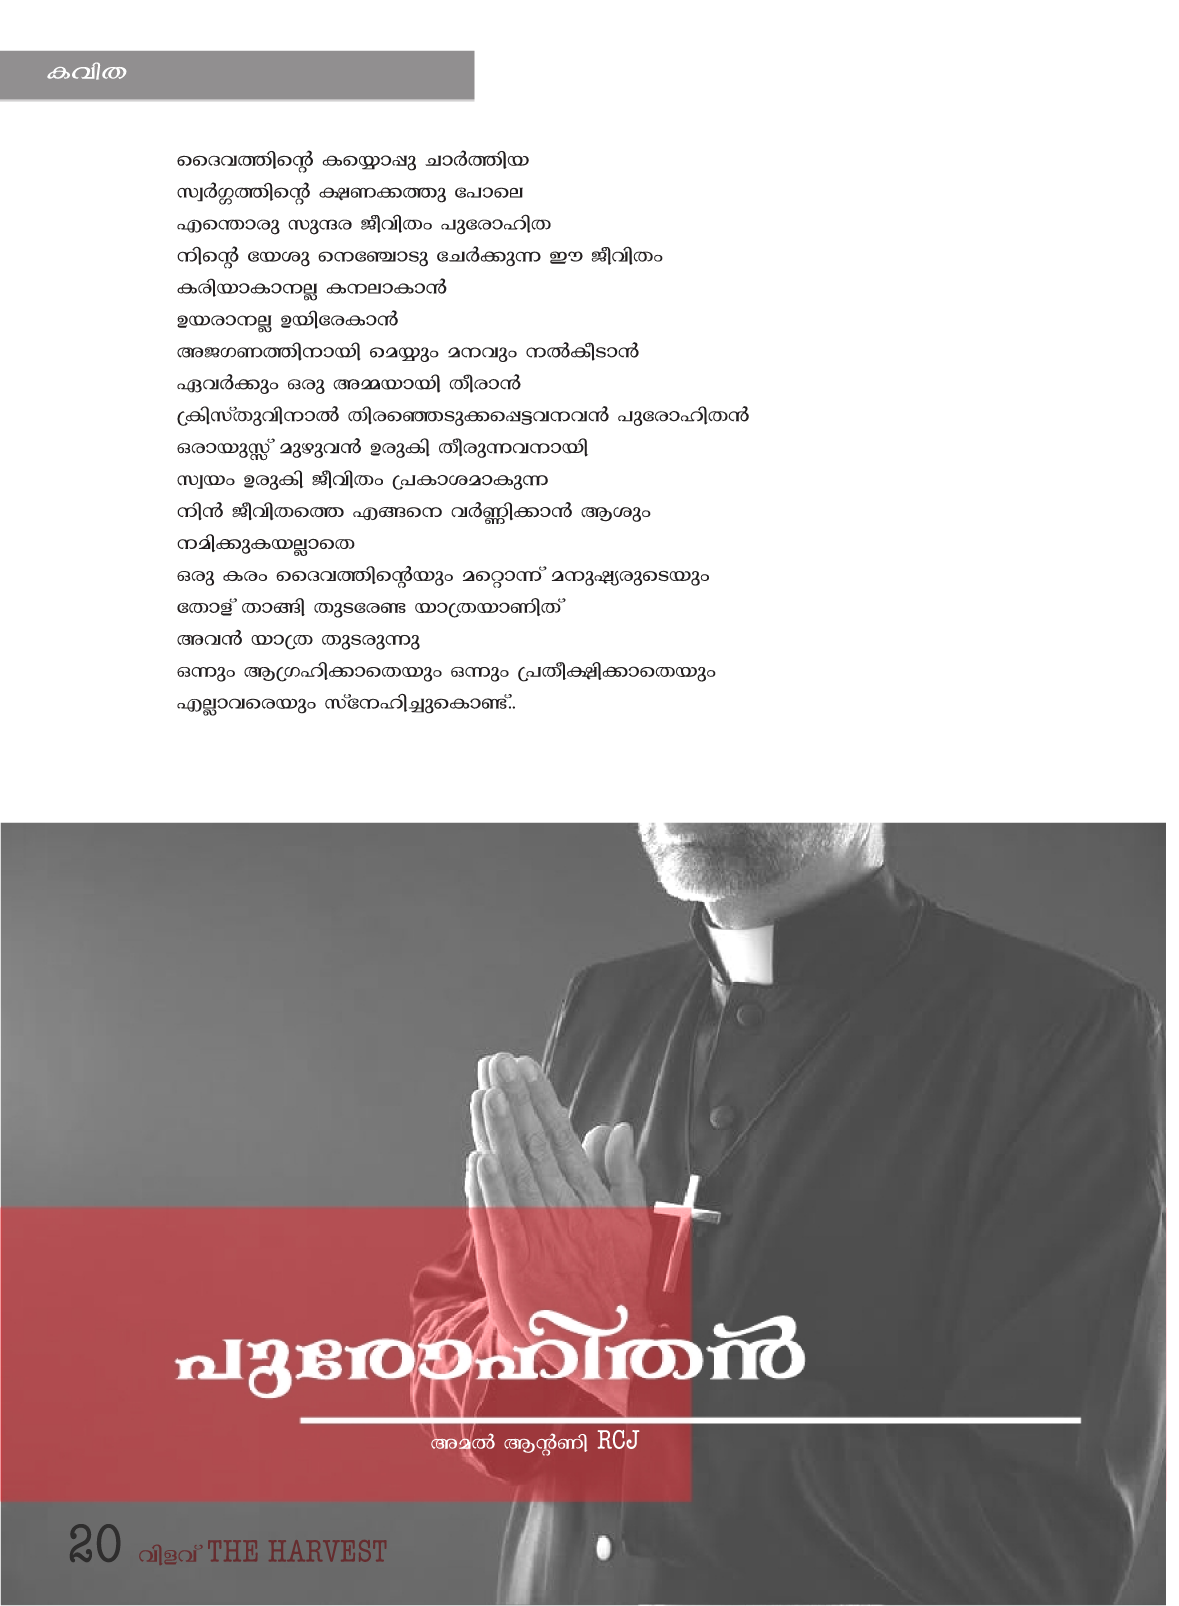 കവിത
ദൈവത്തിന്റെ കയ്യൊപ്പു ചാർത്തിയ
സ്വർഗ്ഗത്തിന്റെ ക്ഷണക്കത്തു പോലെ
എന്തൊരു സുന്ദര ജീവിതം പുരോഹിത
നിന്റെ യേശു നെഞ്ചോടു ചേർക്കുന്ന ഈ ജീവിതം
കരിയാകാനല്ല കനലാകാൻ
ഉയരാനല്ല ഉയിരേകാൻ
അജഗണത്തിനായി മെയ്യും മനവും നൽകീടാൻ
ഏവർക്കും ഒരു അമ്മയായി തീരാൻ
ക്രിസ്തുവിനാൽ തിരഞ്ഞെടുക്കപ്പെട്ടവനവൻ പുരോഹിതൻ
ഒരായുസ്സ് മുഴുവൻ ഉരുകി തീരുന്നവനായി
സ്വയം ഉരുകി ജീവിതം പ്രകാശമാകുന്ന
നിൻ ജീവിതത്തെ എങ്ങനെ വർണ്ണിക്കാൻ ആശും
നമിക്കുകയല്ലാതെ
ഒരു കരം ദൈവത്തിന്റെയും മറ്റൊന്ന് മനുഷ്യരുടെയും
തോള് താങ്ങി തുടരേണ്ട യാത്രയാണിത്
അവൻ യാത്ര തുടരുന്നു
ഒന്നും ആഗ്രഹിക്കാതെയും ഒന്നും പ്രതീക്ഷിക്കാതെയും
എല്ലാവരെയും സ്നേഹിച്ചുകൊണ്ട്..
പുരോഹിതൻ
അമൽ ആന്റണി RCJ
20 വിളവ് THE HARVEST